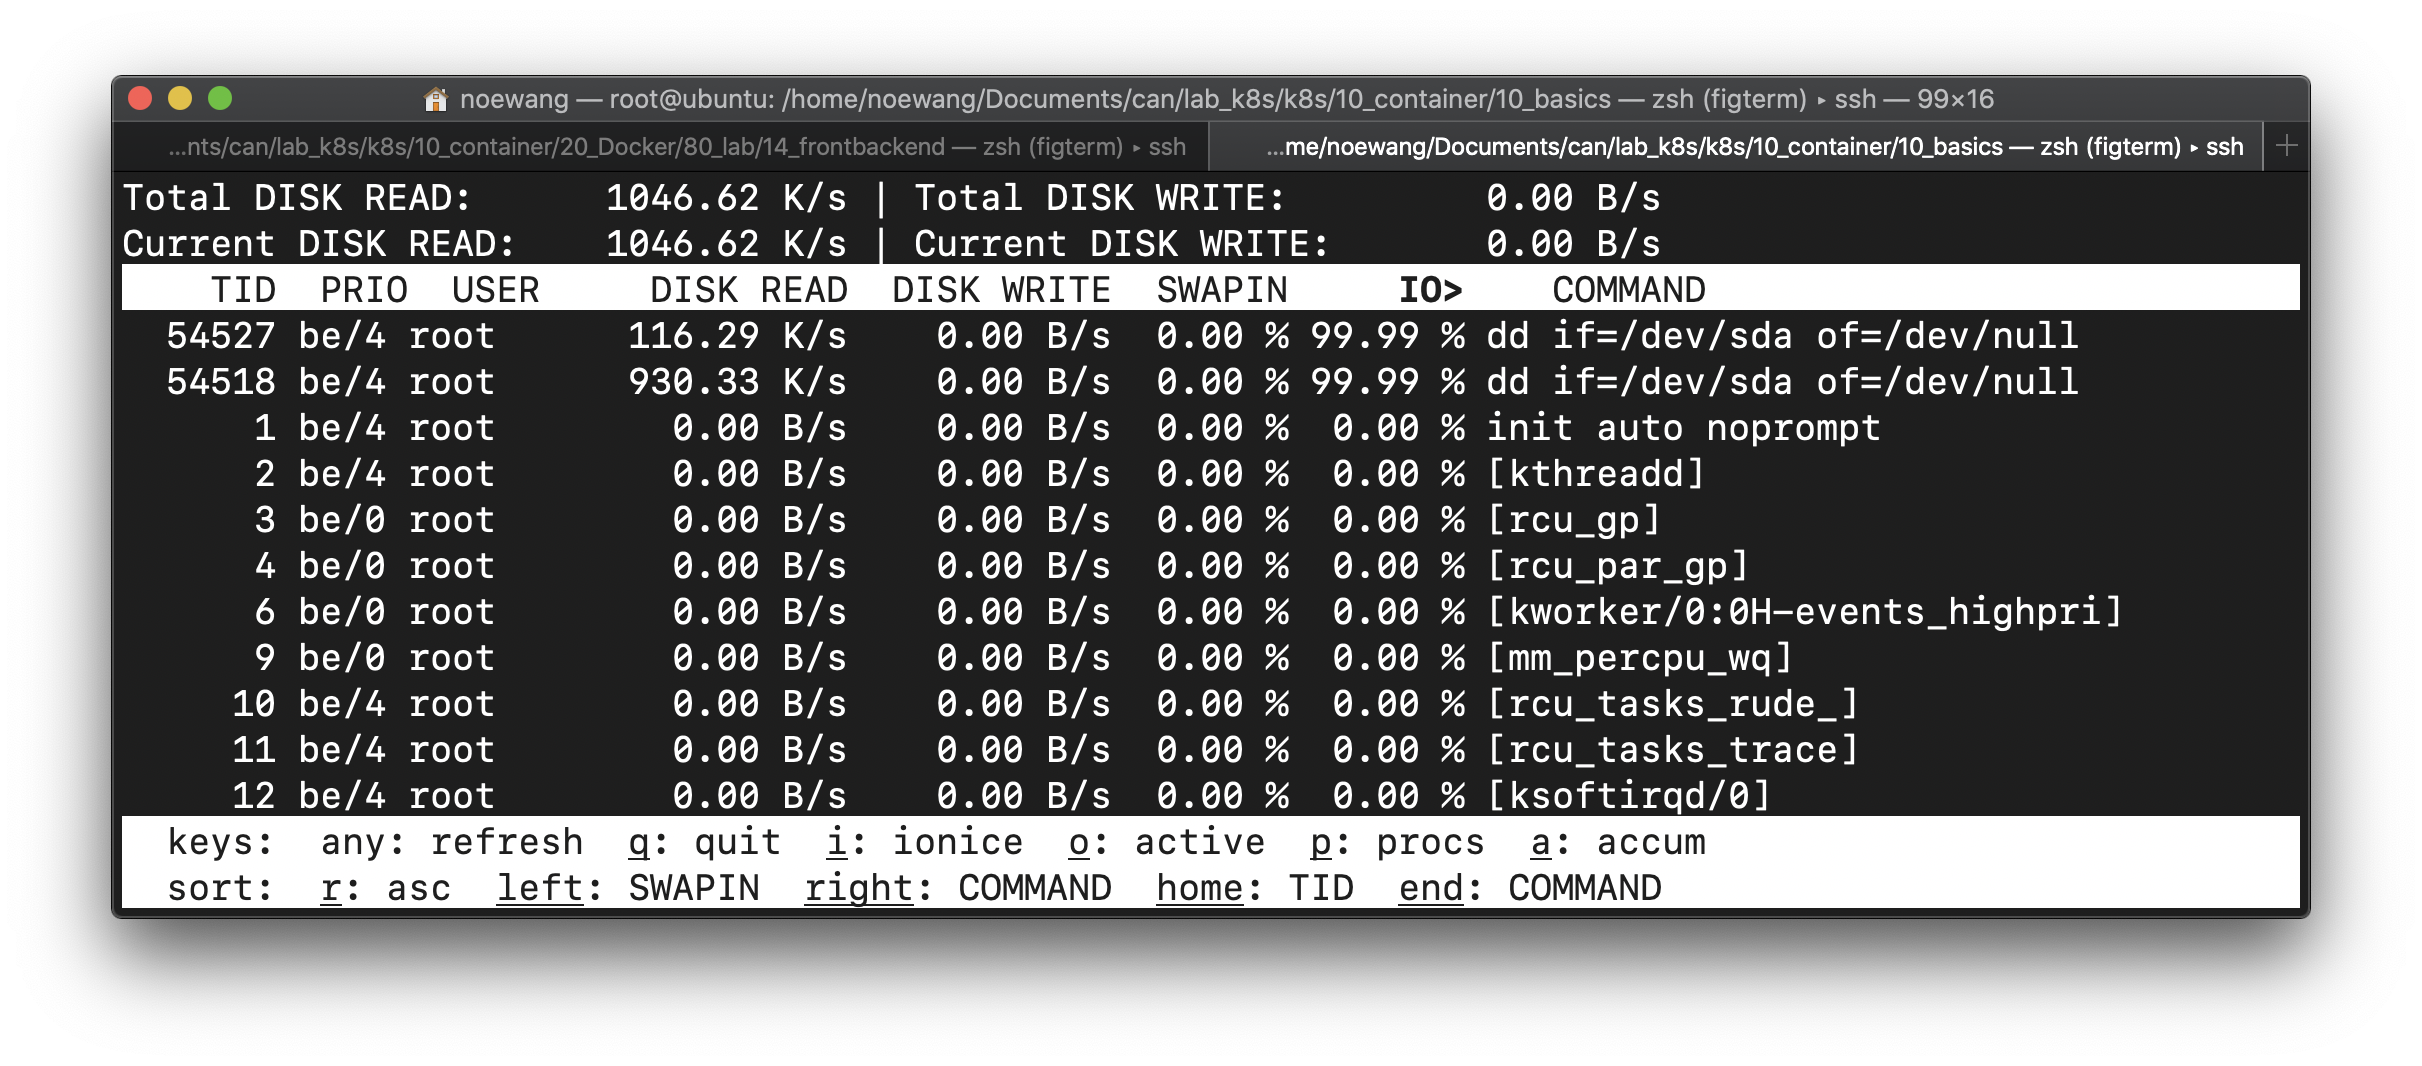 noewang — root@ubuntu: /home/noewang/Documents/can/lab_k8s/k8s/10_container/10_basics — zsh (figterm) ▸ ssh — 99×16
...nts/can/lab_k8s/k8s/10_container/20_Docker/80_lab/14_frontbackend — zsh (figterm) ▸ ssh ...me/noewang/Documents/can/lab_k8s/k8s/10_container/10_basics — zsh (figterm) ▸ ssh +
Total DISK READ:      1046.62 K/s | Total DISK WRITE:         0.00 B/s
Current DISK READ:    1046.62 K/s | Current DISK WRITE:       0.00 B/s
    TID  PRIO  USER     DISK READ  DISK WRITE  SWAPIN     IO>    COMMAND
  54527 be/4 root      116.29 K/s    0.00 B/s  0.00 % 99.99 % dd if=/dev/sda of=/dev/null
  54518 be/4 root      930.33 K/s    0.00 B/s  0.00 % 99.99 % dd if=/dev/sda of=/dev/null
      1 be/4 root        0.00 B/s    0.00 B/s  0.00 %  0.00 % init auto noprompt
      2 be/4 root        0.00 B/s    0.00 B/s  0.00 %  0.00 % [kthreadd]
      3 be/0 root        0.00 B/s    0.00 B/s  0.00 %  0.00 % [rcu_gp]
      4 be/0 root        0.00 B/s    0.00 B/s  0.00 %  0.00 % [rcu_par_gp]
      6 be/0 root        0.00 B/s    0.00 B/s  0.00 %  0.00 % [kworker/0:0H-events_highpri]
      9 be/0 root        0.00 B/s    0.00 B/s  0.00 %  0.00 % [mm_percpu_wq]
     10 be/4 root        0.00 B/s    0.00 B/s  0.00 %  0.00 % [rcu_tasks_rude_]
     11 be/4 root        0.00 B/s    0.00 B/s  0.00 %  0.00 % [rcu_tasks_trace]
     12 be/4 root        0.00 B/s    0.00 B/s  0.00 %  0.00 % [ksoftirqd/0]
  keys:  any: refresh  q: quit  i: ionice  o: active  p: procs  a: accum
  sort:  r: asc  left: SWAPIN  right: COMMAND  home: TID  end: COMMAND